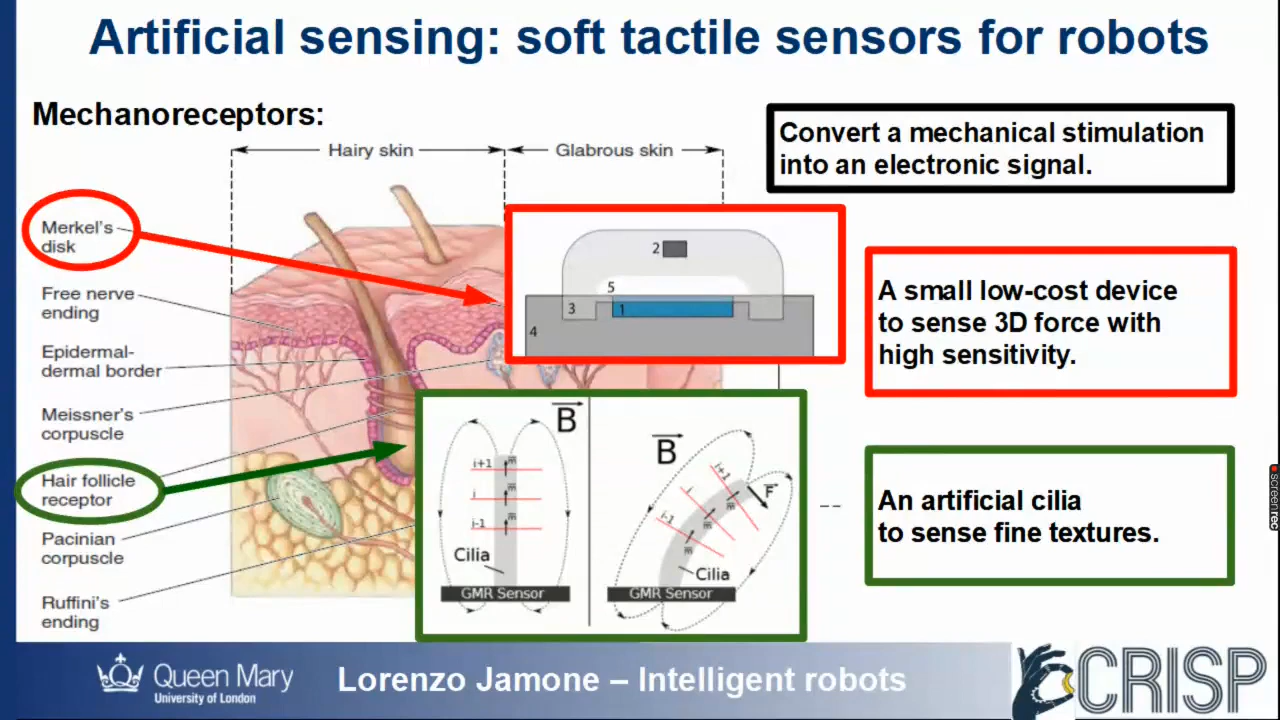 Artificial sensing: soft tactile sensors for robots
Mechanoreceptors:
Hairy skin
Glabrous skin
Convert a mechanical stimulation
into an electronic signal.
Merkel's
disk
Free nerve
ending
Epidermal-
dermal border
Meissner's
corpuscle
Hair follicle
receptor
Pacinian
corpuscle
Ruffini's
ending
2
5
3
1
4
A small low-cost device
to sense 3D force with
high sensitivity.
B
i+1
m
i
m
i-1
m
Cilia
GMR Sensor
B
i+1
F
i
m
i-1
m
m
Cilia
GMR Sensor
An artificial cilia
to sense fine textures.
screenrec
Queen Mary
University of London
Lorenzo Jamone – Intelligent robots
CRISP